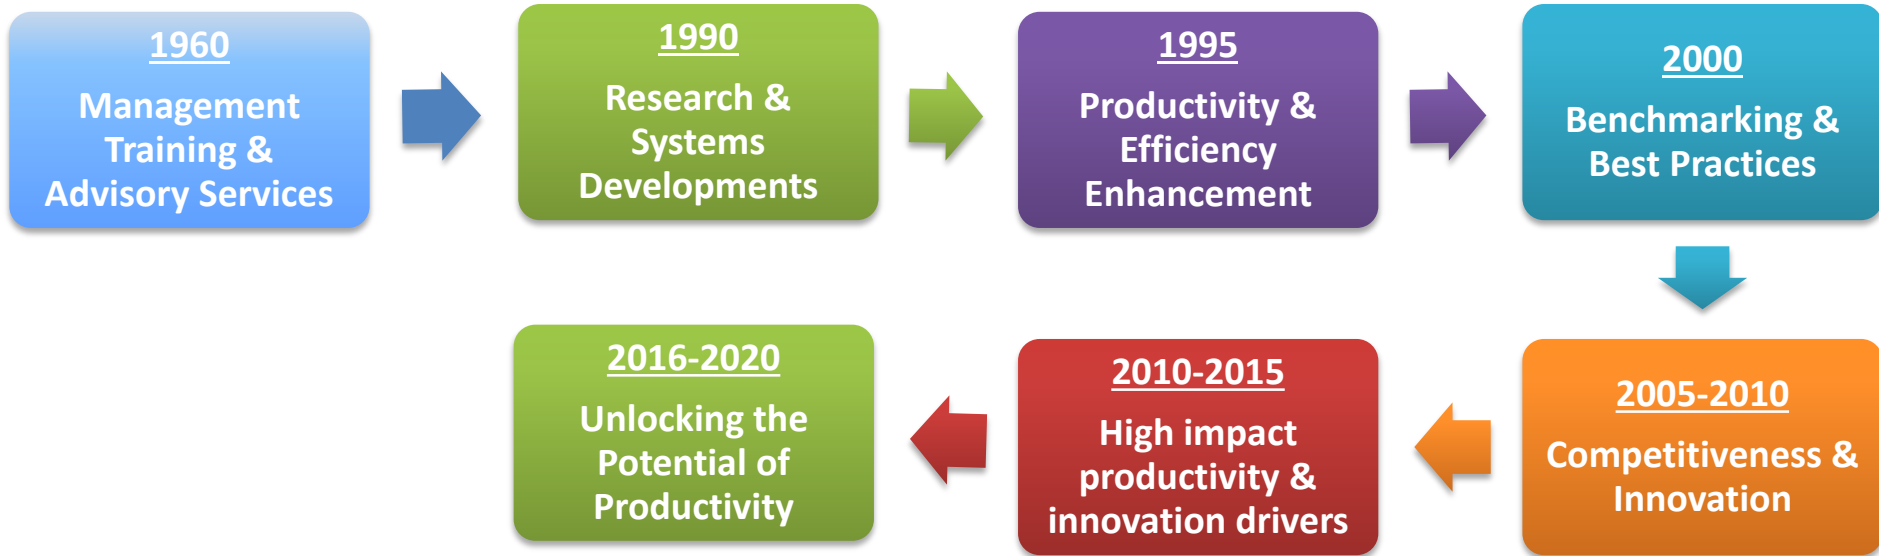 1960
Management
Training &
Advisory Services
1990
Research &
Systems
Developments
1995
Productivity &
Efficiency
Enhancement
2000
Benchmarking &
Best Practices
2005-2010
Competitiveness &
Innovation
2010-2015
High impact
productivity &
innovation drivers
2016-2020
Unlocking the
Potential of
Productivity